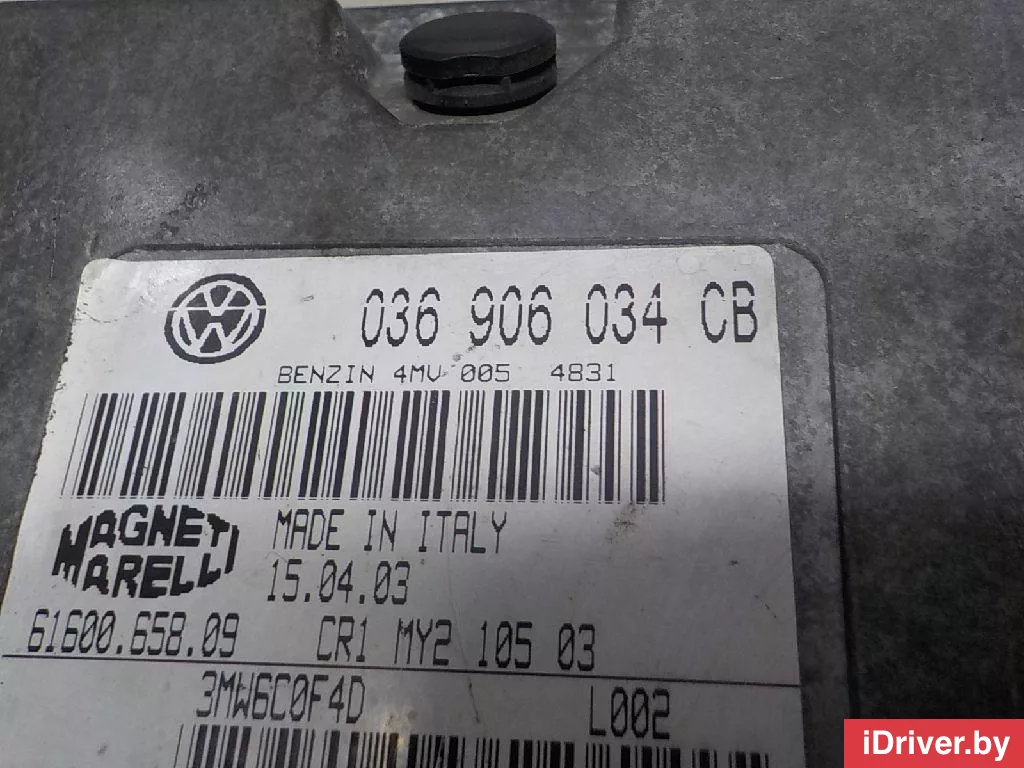 036 906 034 CB
BENZIN 4MV 005 4831
MAGNETI
MARELLI
MADE IN ITALY
15.04.03
61600.658.09 CR1 MY2 105 03
3MW6C0F4D L002
iDriver.by